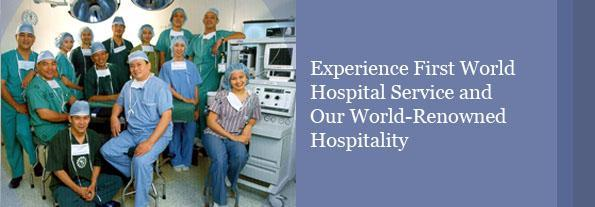 Experience First World
Hospital Service and
Our World-Renowned
Hospitality